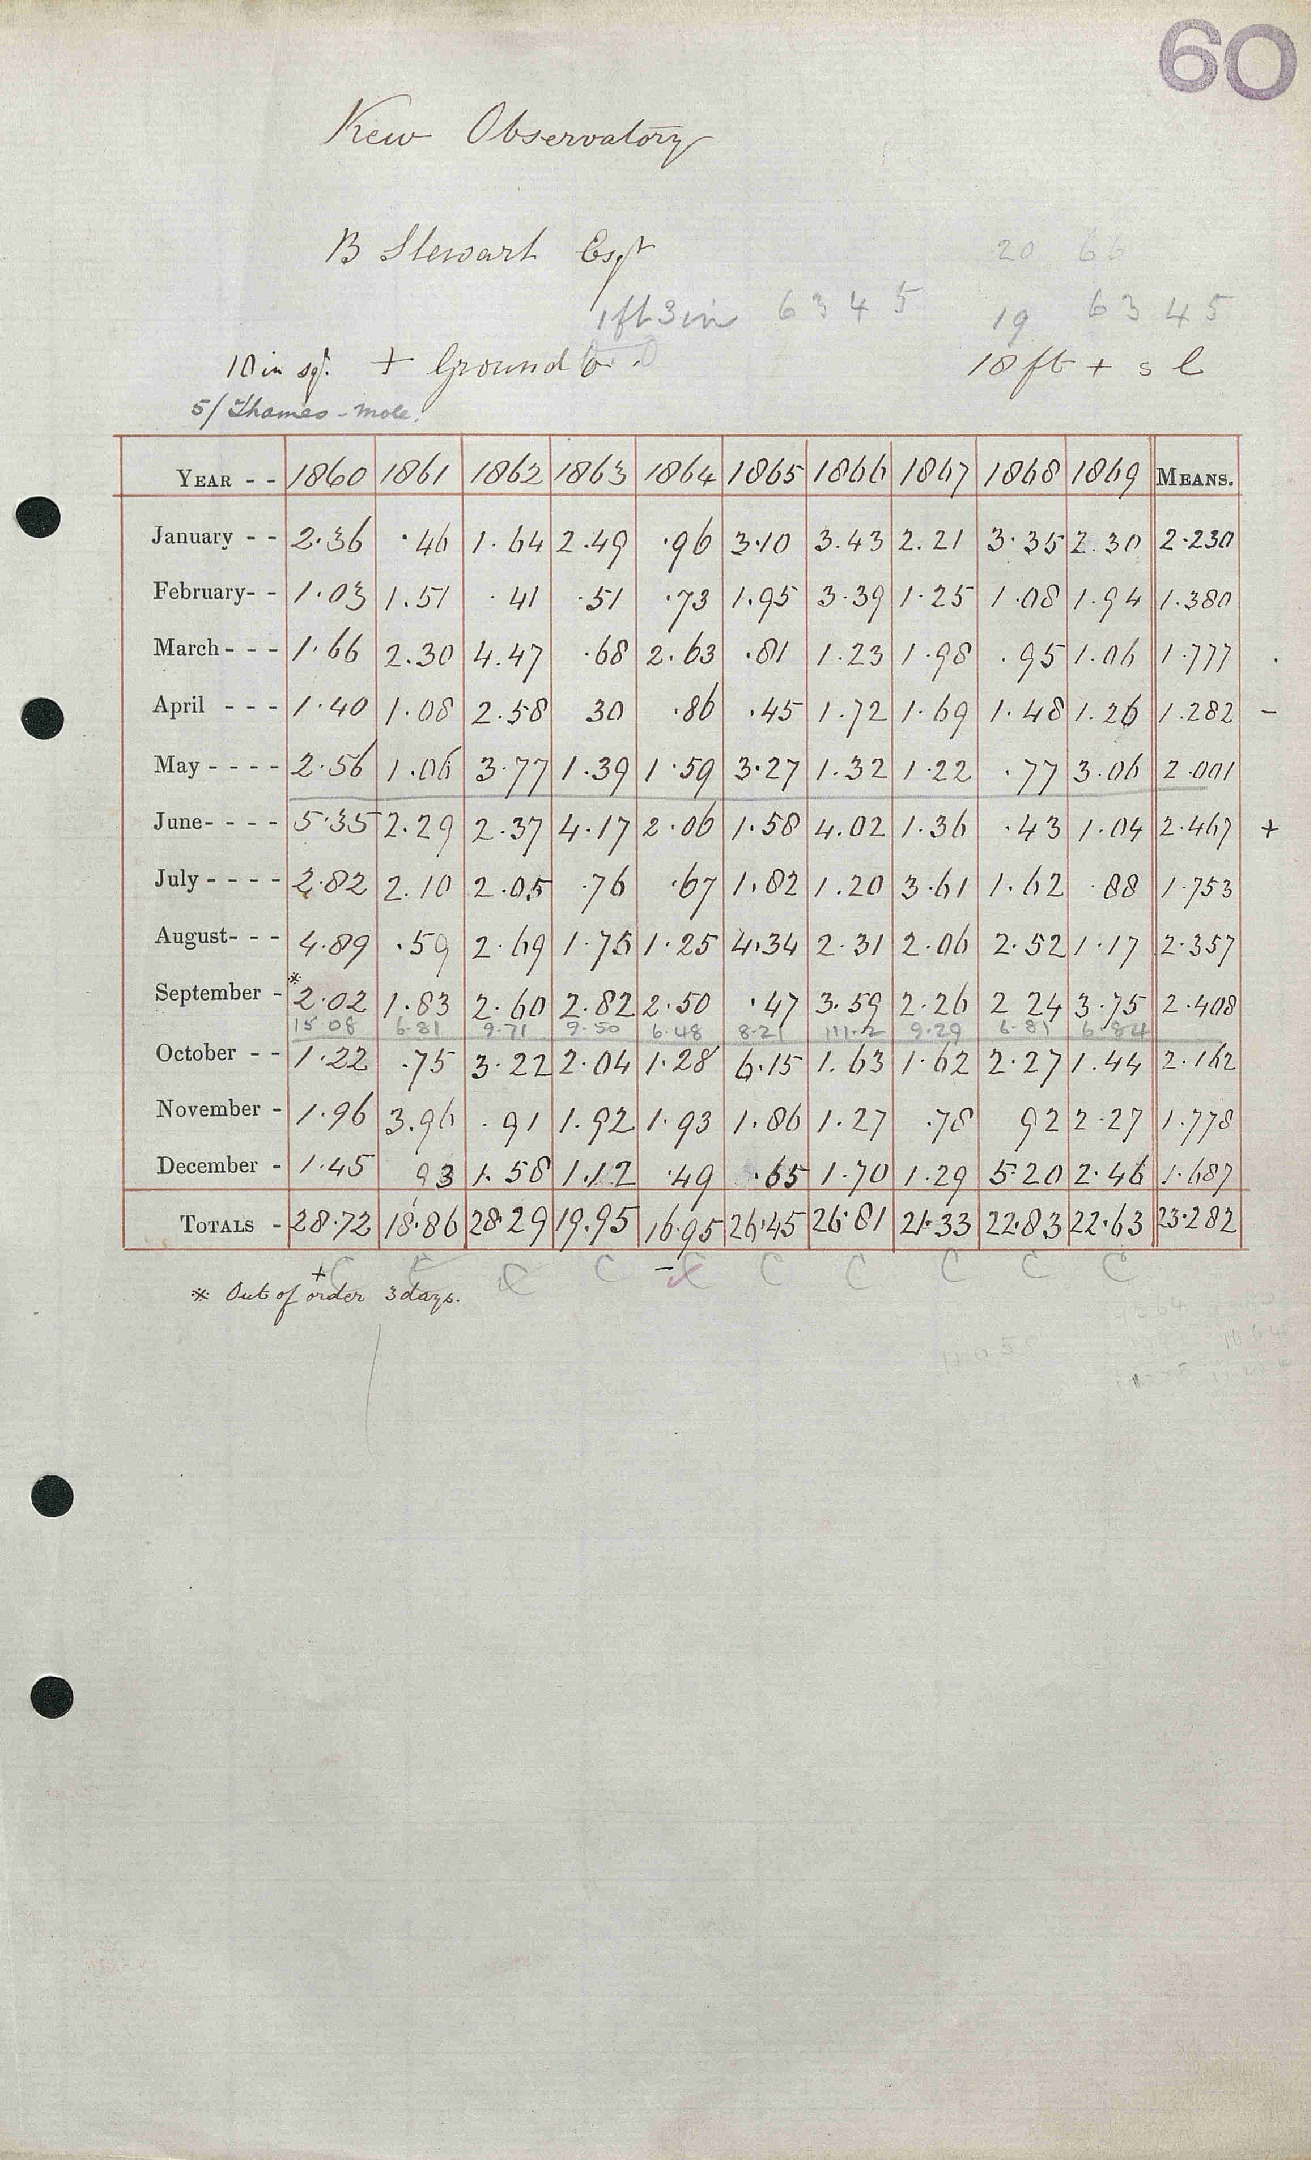 60
Kew Observatory
B Stewart Esqr
20 66
1ft 3in 6 3 4 5 19 6 3 4 5
10 in sq. + Ground 18 ft + s l
5/ Thames - Mole.
YEAR - - 1860 1861 1862 1863 1864 1865 1866 1867 1868 1869 MEANS.
January - - 2.36 .46 1.64 2.49 .96 3.10 3.43 2.21 3.35 2.30 2.230
February - - 1.03 1.51 .41 .51 .73 1.95 3.39 1.25 1.08 1.94 1.380
March - - - 1.66 2.30 4.47 .68 2.63 .81 1.23 1.98 .95 1.06 1.777
April - - - 1.40 1.08 2.58 30 .86 .45 1.72 1.69 1.48 1.26 1.282 -
May - - - - 2.56 1.06 3.77 1.39 1.59 3.27 1.32 1.22 .77 3.06 2.001
June - - - - 5.35 2.29 2.37 4.17 2.06 1.58 4.02 1.36 .43 1.04 2.467 +
July - - - - 2.82 2.10 2.05 .76 .67 1.82 1.20 3.61 1.62 .88 1.753
August - - - 4.89 .59 2.69 1.75 1.25 4.34 2.31 2.06 2.52 1.17 2.357
September - * 2.02 1.83 2.60 2.82 2.50 .47 3.59 2.26 2 24 3.75 2.408
15.08 6.81 9.71 9.50 6.48 8.21 11.12 9.29 6.81 6.84
October - - 1.22 .75 3.22 2.04 1.28 6.15 1.63 1.62 2.27 1.44 2.162
November - 1.96 3.96 .91 1.92 1.93 1.86 1.27 .78 92 2.27 1.778
December - 1.45 93 1.58 1.12 .49 .65 1.70 1.29 5.20 2.46 1.687
TOTALS - 28.72 18.86 28.29 19.95 16.95 26.45 26.81 21.33 22.83 22.63 23.282
+ C C C C - C C C C C C
* Out of order 3 days.